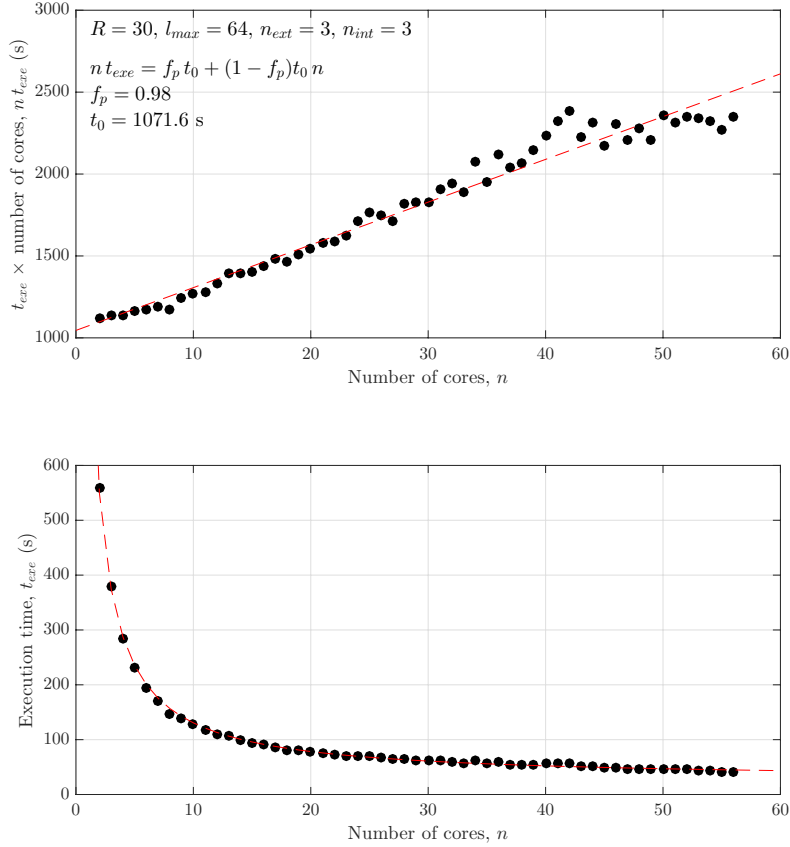 3000
2500
2000
1500
1000
t_exe × number of cores, n t_exe (s)
R = 30, l_max = 64, n_ext = 3, n_int = 3
n t_exe = f_p t_0 + (1 − f_p)t_0 n
f_p = 0.98
t_0 = 1071.6 s
0 10 20 30 40 50 60
Number of cores, n
600
500
400
300
200
100
0
Execution time, t_exe (s)
0 10 20 30 40 50 60
Number of cores, n